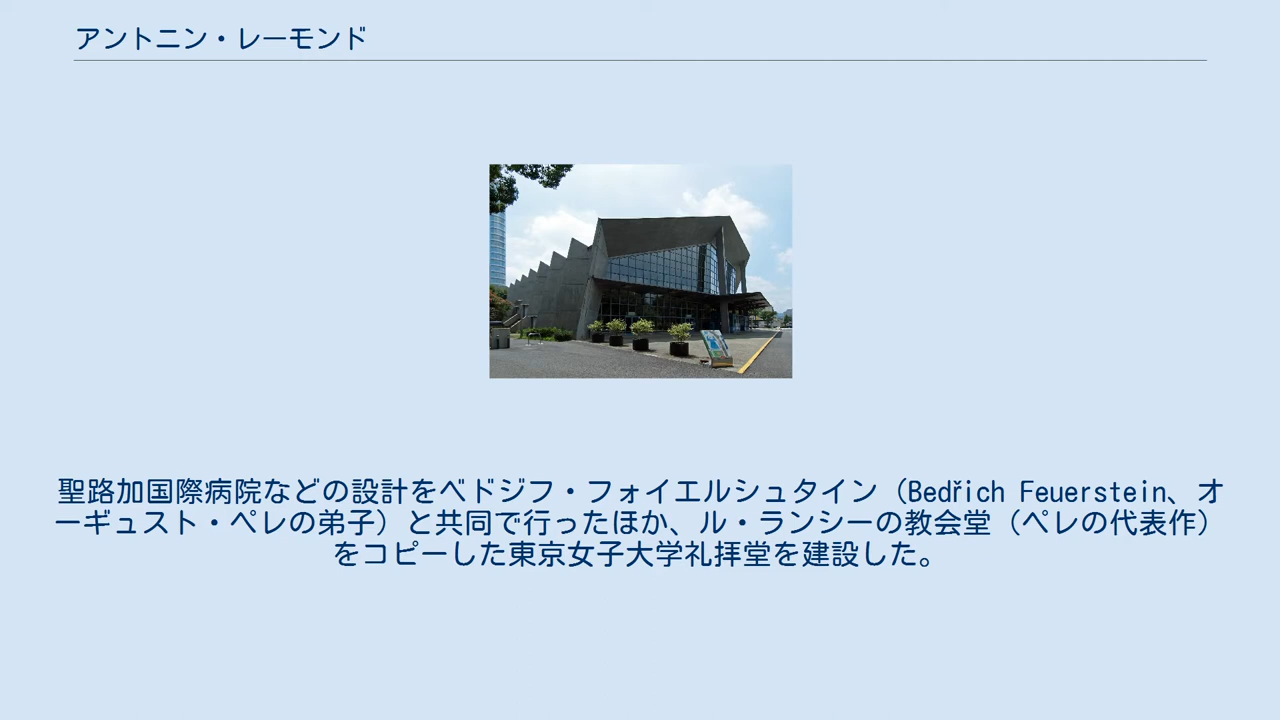 アントニン・レーモンド
聖路加国際病院などの設計をベドジフ・フォイエルシュタイン（Bedřich Feuerstein、オ
ーギュスト・ペレの弟子）と共同で行ったほか、ル・ランシーの教会堂（ペレの代表作）
をコピーした東京女子大学礼拝堂を建設した。